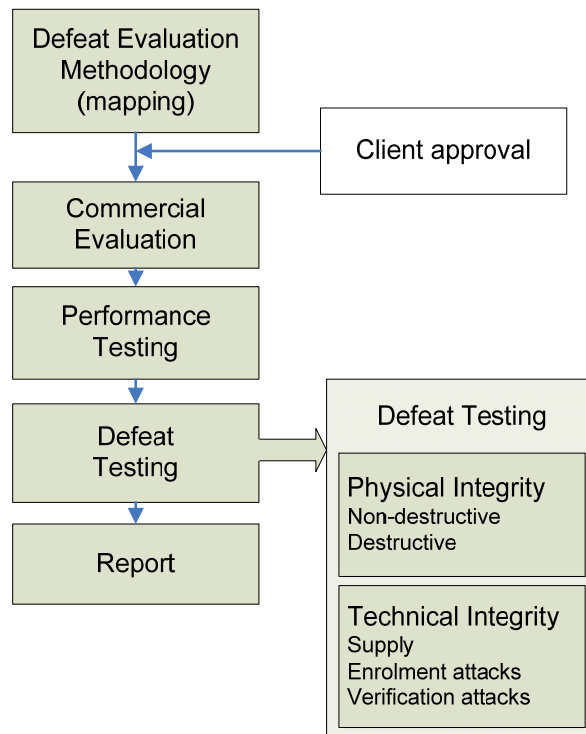 Defeat Evaluation
Methodology
(mapping)
Client approval
Commercial
Evaluation
Performance
Testing
Defeat
Testing
Report
Defeat Testing
Physical Integrity
Non-destructive
Destructive
Technical Integrity
Supply
Enrolment attacks
Verification attacks